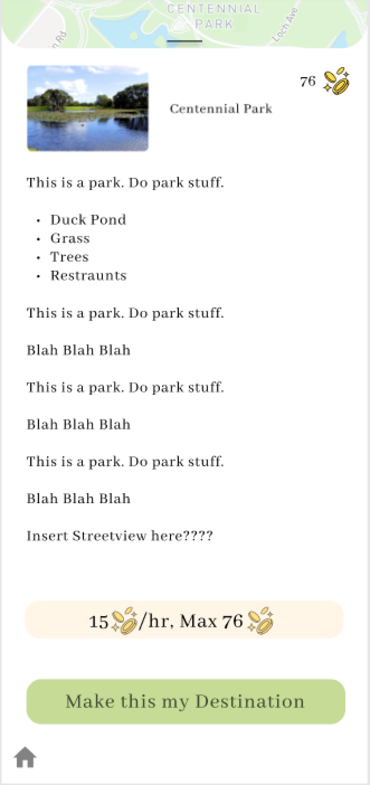 CENTENNIAL
PARK
Rd
Loch Ave
76
Centennial Park
This is a park. Do park stuff.
• Duck Pond
• Grass
• Trees
• Restraunts
This is a park. Do park stuff.
Blah Blah Blah
This is a park. Do park stuff.
Blah Blah Blah
This is a park. Do park stuff.
Blah Blah Blah
Insert Streetview here????
15 /hr, Max 76
Make this my Destination